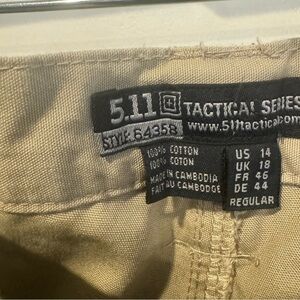 5.11 TACTICAL SERIES
STYLE 64358 www.511tactical.com
100% COTTON
100% COTON
MADE IN CAMBODIA
FAIT AU CAMBODGE
US 14
UK 18
FR 46
DE 44
REGULAR